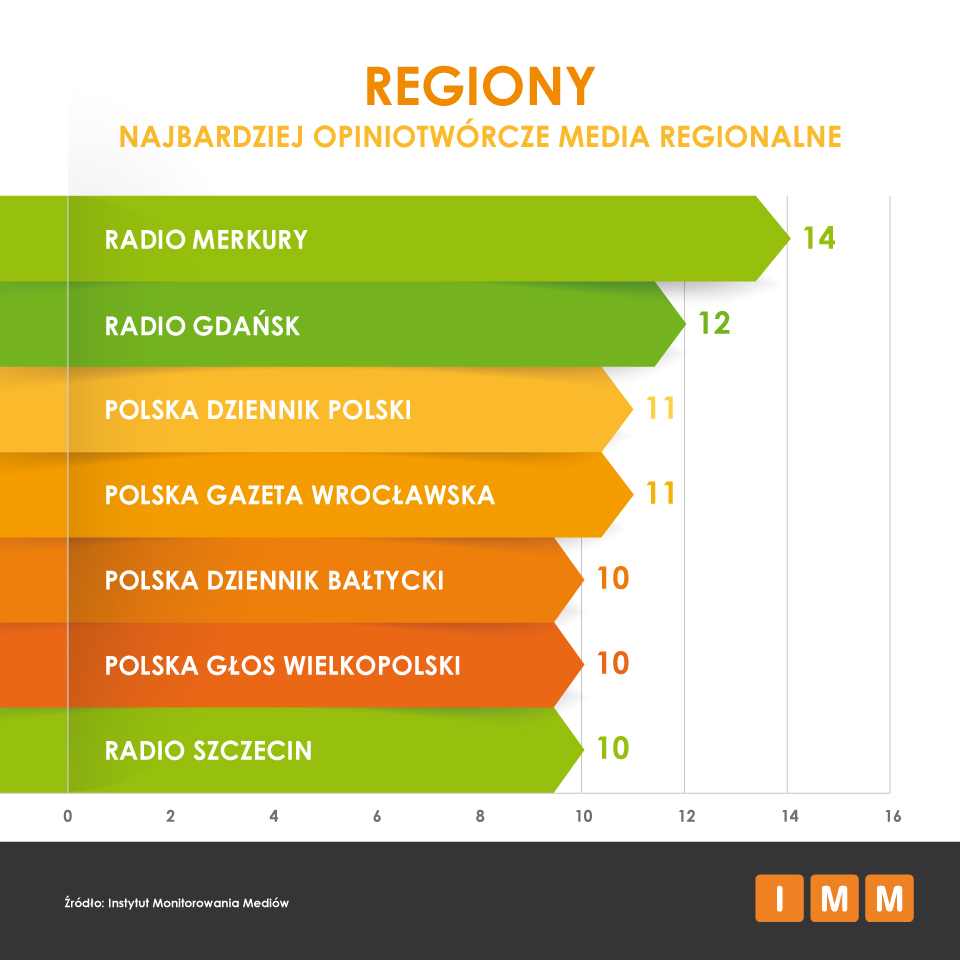 REGIONY
NAJBARDZIEJ OPINIOTWÓRCZE MEDIA REGIONALNE
RADIO MERKURY 14
RADIO GDAŃSK 12
POLSKA DZIENNIK POLSKI 11
POLSKA GAZETA WROCŁAWSKA 11
POLSKA DZIENNIK BAŁTYCKI 10
POLSKA GŁOS WIELKOPOLSKI 10
RADIO SZCZECIN 10
0 2 4 6 8 10 12 14 16
Źródło: Instytut Monitorowania Mediów
IMM